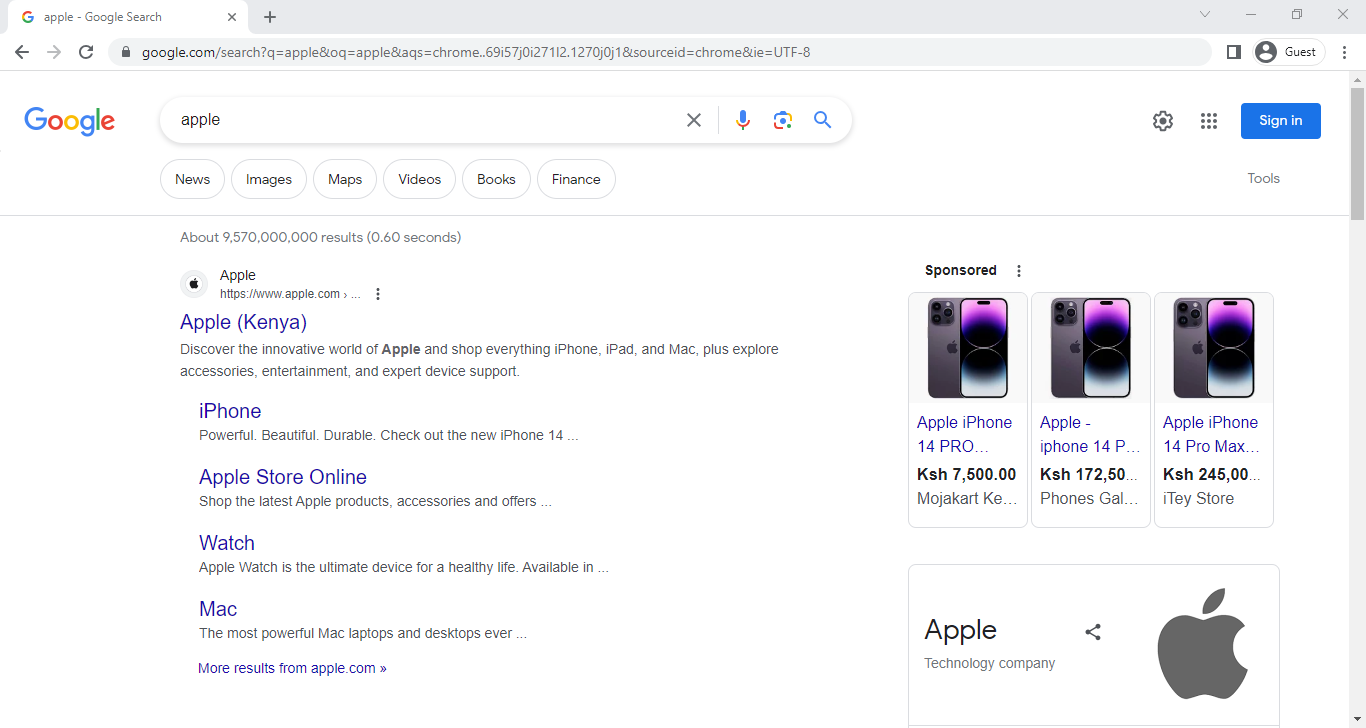 apple - Google Search
google.com/search?q=apple&oq=apple&aqs=chrome..69i57j0i271l2.1270j0j1&sourceid=chrome&ie=UTF-8
Guest
Google
apple
Sign in
News
Images
Maps
Videos
Books
Finance
Tools
About 9,570,000,000 results (0.60 seconds)
Apple
https://www.apple.com › ...
Apple (Kenya)
Discover the innovative world of Apple and shop everything iPhone, iPad, and Mac, plus explore
accessories, entertainment, and expert device support.
iPhone
Powerful. Beautiful. Durable. Check out the new iPhone 14 ...
Apple Store Online
Shop the latest Apple products, accessories and offers ...
Watch
Apple Watch is the ultimate device for a healthy life. Available in ...
Mac
The most powerful Mac laptops and desktops ever ...
More results from apple.com »
Sponsored
Apple iPhone
14 PRO...
Ksh 7,500.00
Mojakart Ke...
Apple -
iphone 14 P...
Ksh 172,50...
Phones Gal...
Apple iPhone
14 Pro Max...
Ksh 245,00...
iTey Store
Apple
Technology company